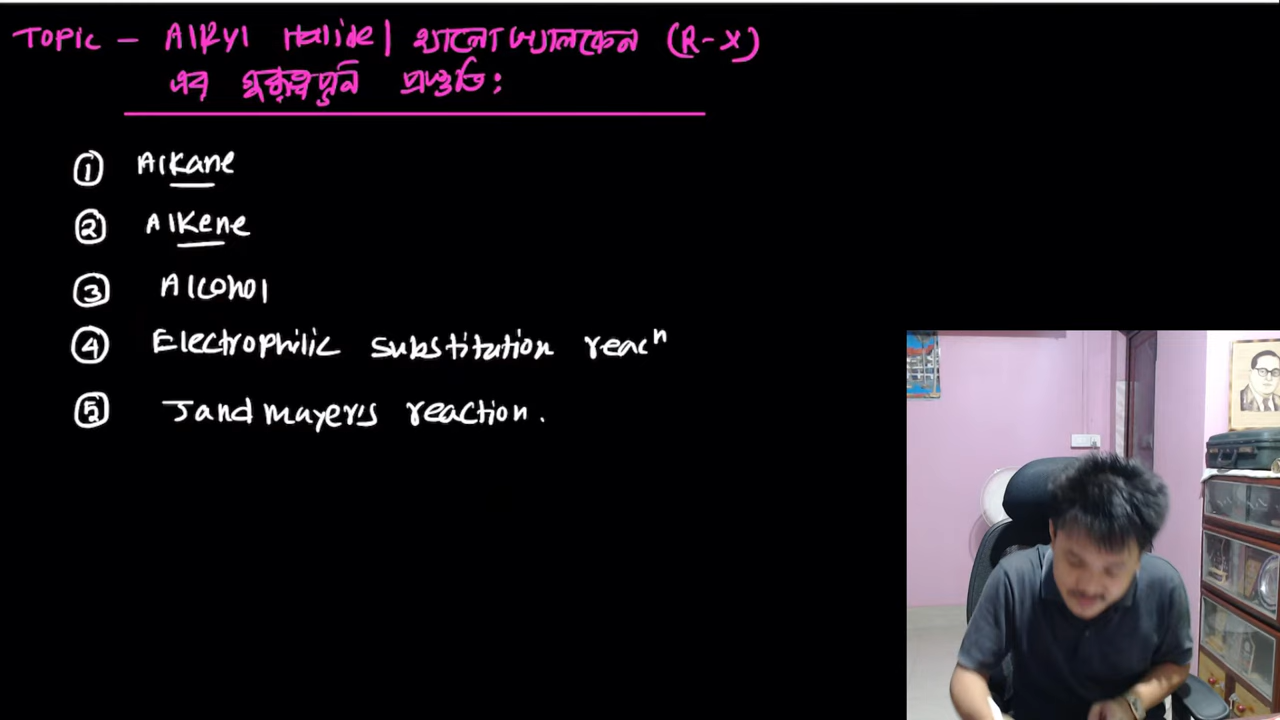 TOPIC - Alkyl Halide | হ্যালোঅ্যালকেন (R-X)
এর গুরুত্বপূর্ন প্রস্তুতি:
① Alkane
② Alkene
③ Alcohol
④ Electrophilic substitution reacⁿ
⑤ Sandmayer's reaction.